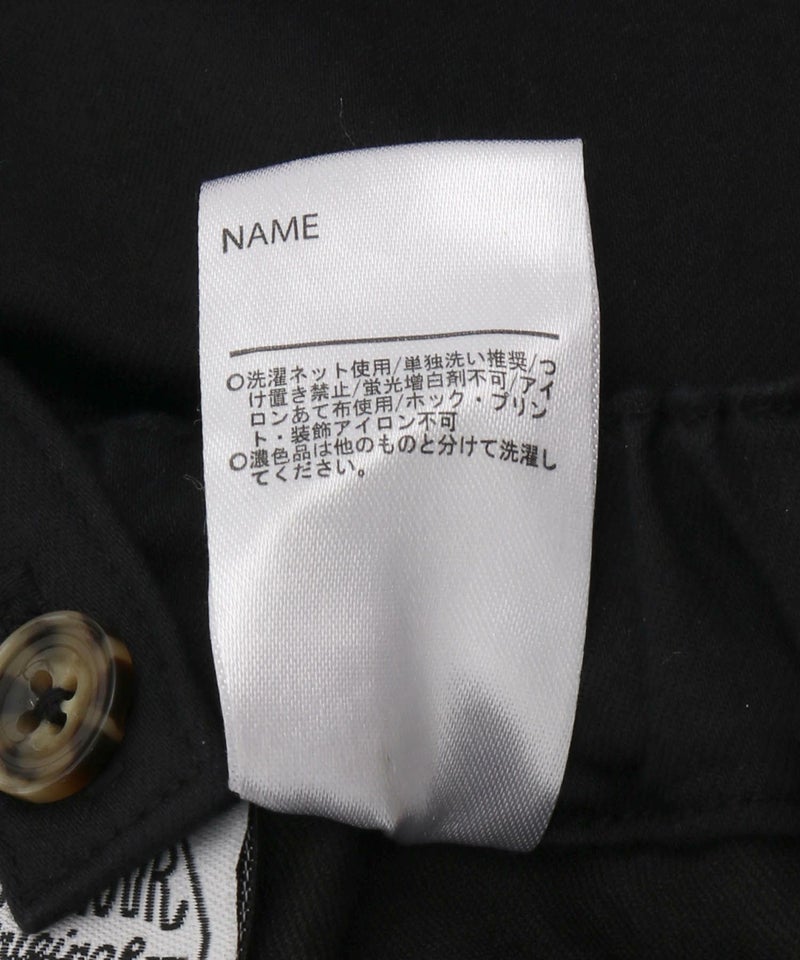 NAME
○洗濯ネット使用/単独洗い推奨/つ
け置き禁止/蛍光増白剤不可/アイ
ロンあて布使用/ホック・プリン
ト・装飾アイロン不可
○濃色品は他のものと分けて洗濯し
てください。